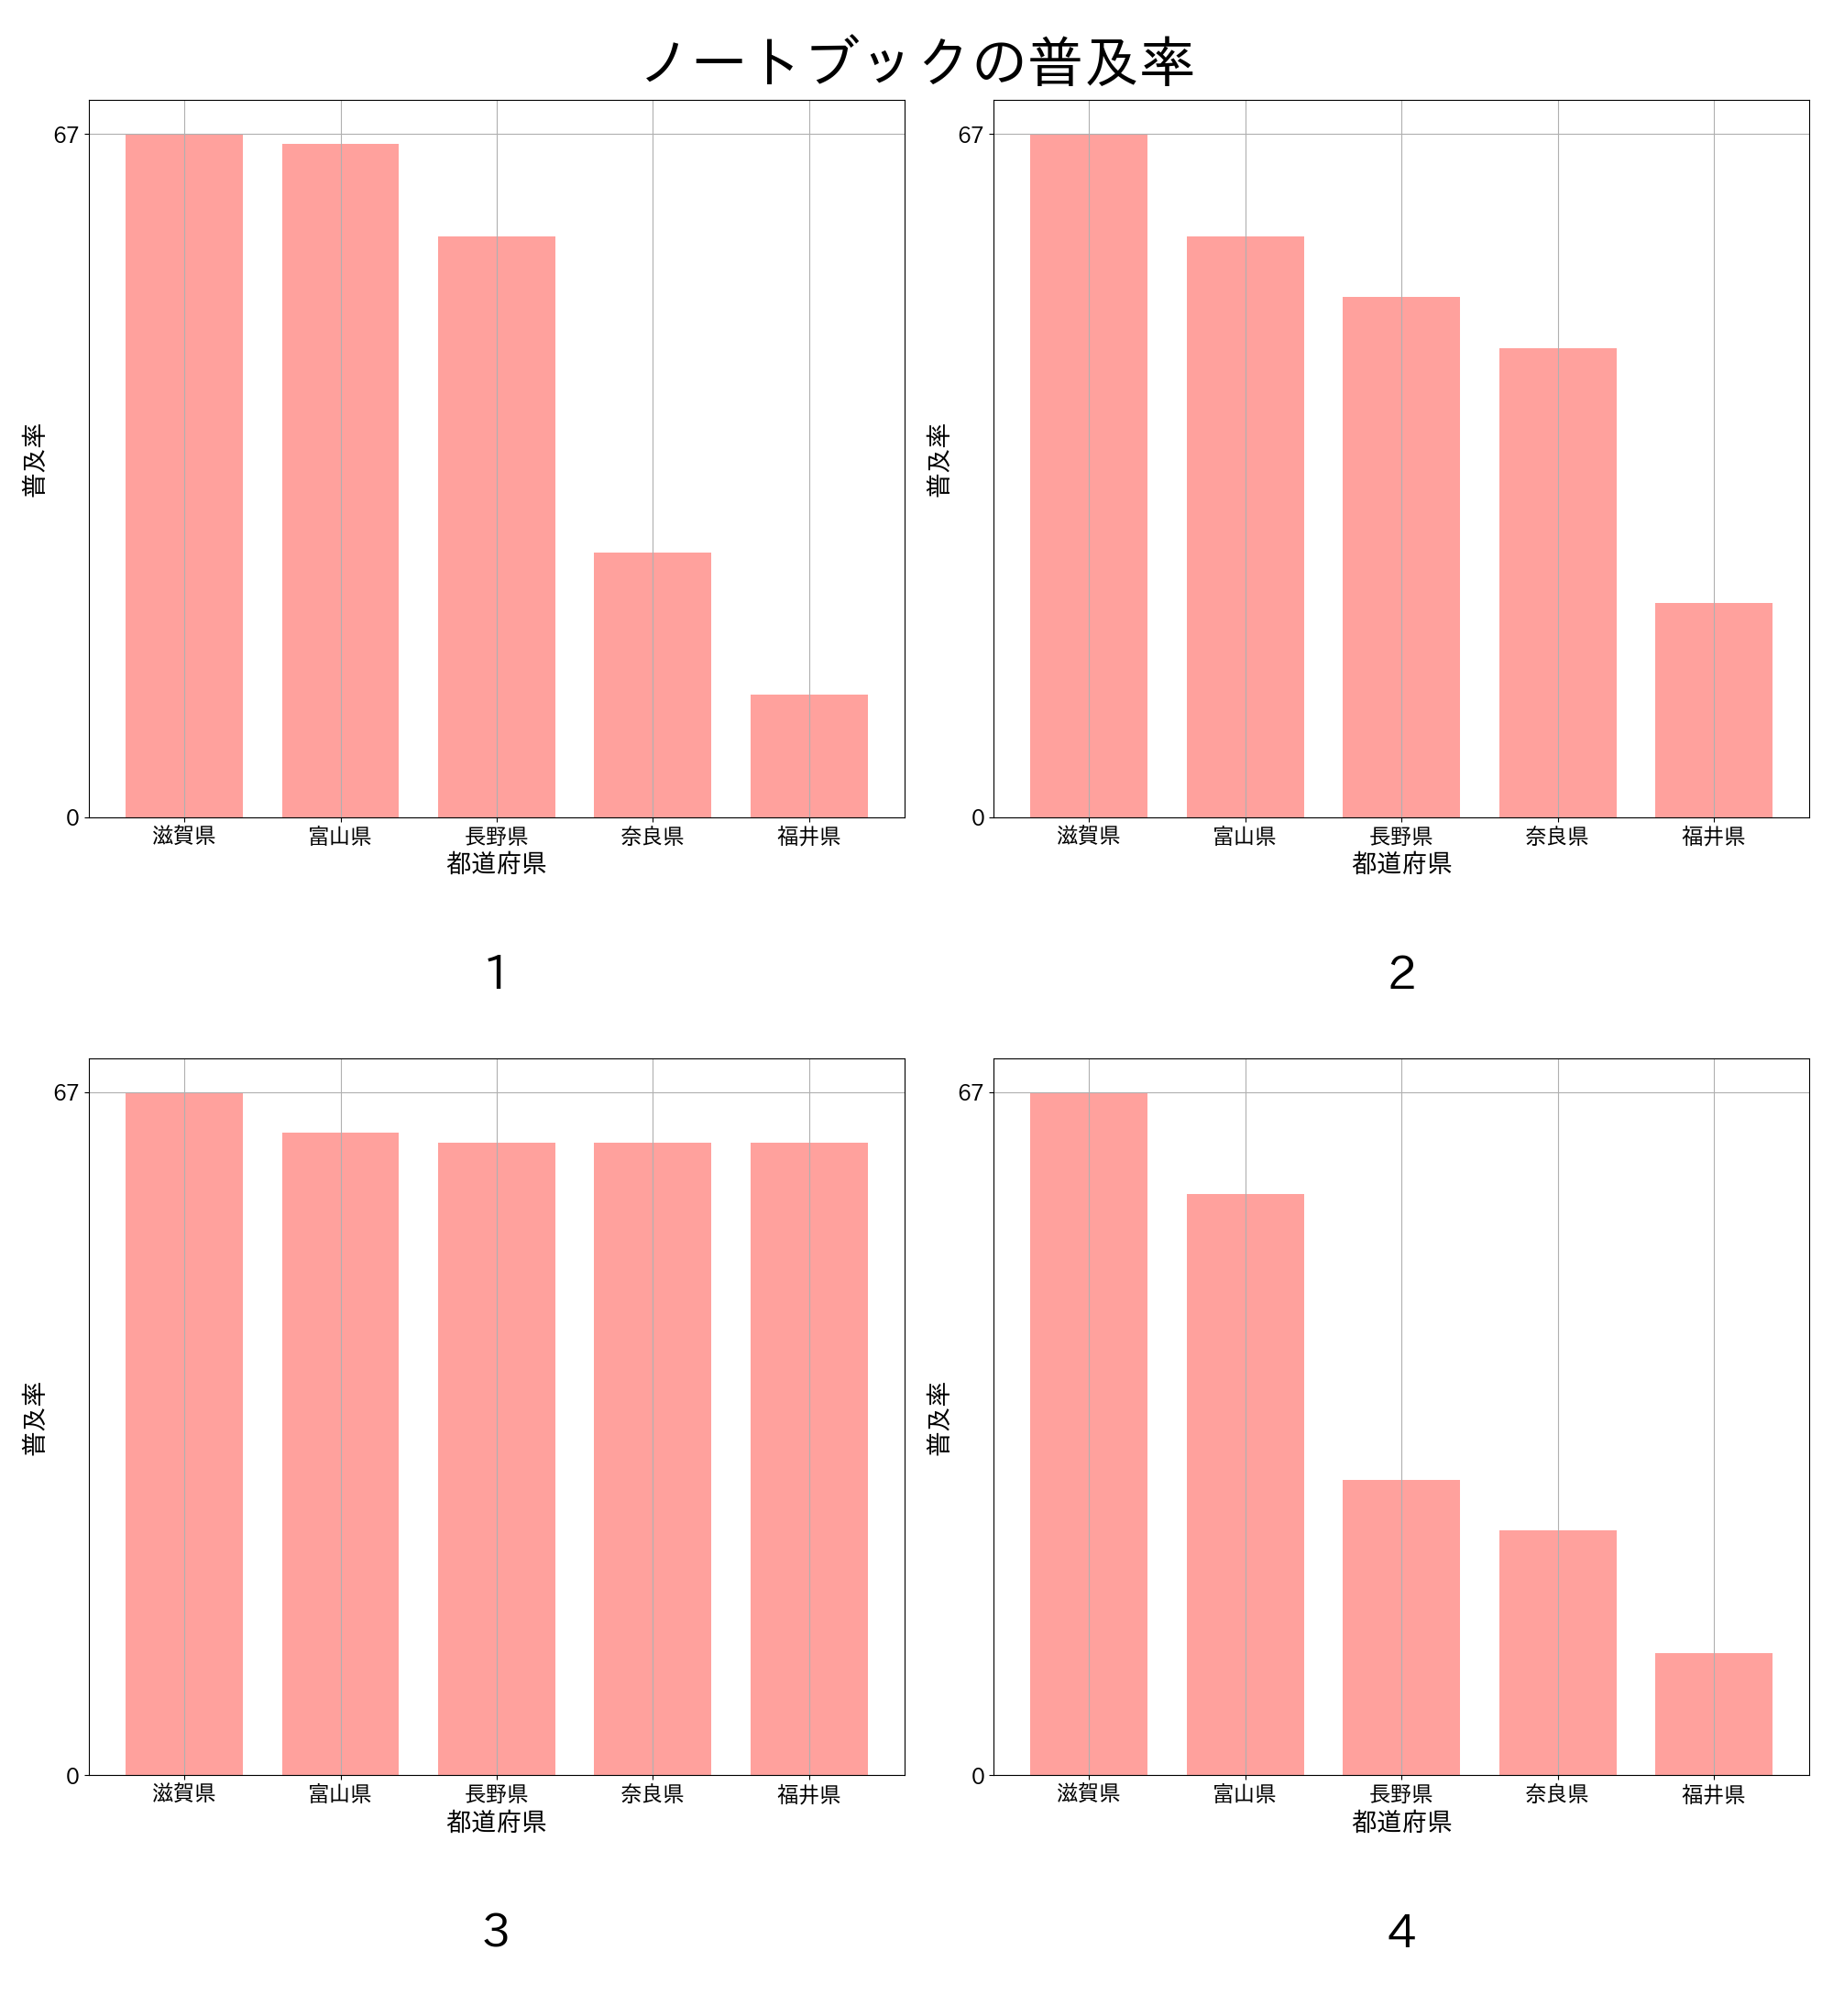 ノートブックの普及率
67
0
普及率
滋賀県 富山県 長野県 奈良県 福井県
都道府県
1
67
0
普及率
滋賀県 富山県 長野県 奈良県 福井県
都道府県
2
67
0
普及率
滋賀県 富山県 長野県 奈良県 福井県
都道府県
3
67
0
普及率
滋賀県 富山県 長野県 奈良県 福井県
都道府県
4